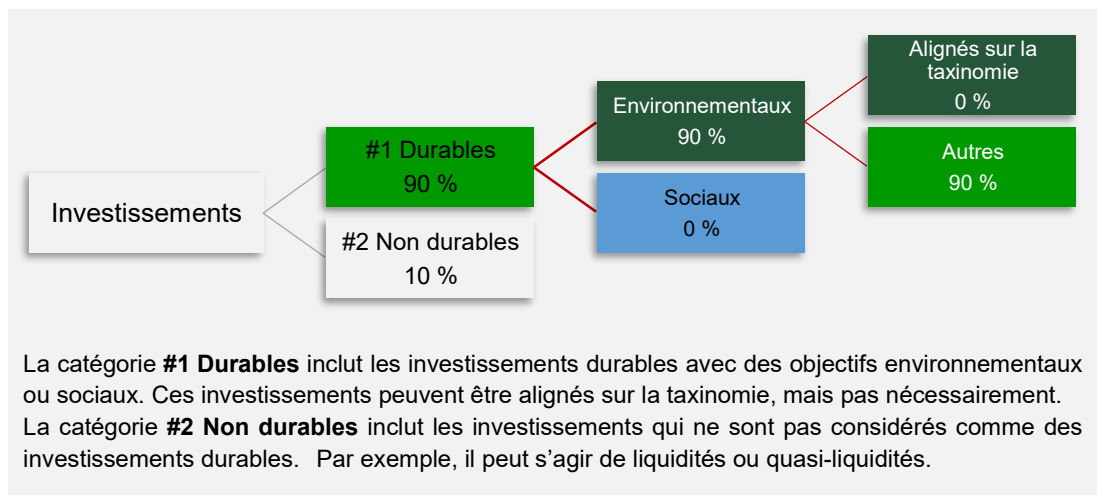 Investissements
#1 Durables
90 %
#2 Non durables
10 %
Environnementaux
90 %
Sociaux
0 %
Alignés sur la
taxinomie
0 %
Autres
90 %
La catégorie #1 Durables inclut les investissements durables avec des objectifs environnementaux
ou sociaux. Ces investissements peuvent être alignés sur la taxinomie, mais pas nécessairement.
La catégorie #2 Non durables inclut les investissements qui ne sont pas considérés comme des
investissements durables. Par exemple, il peut s’agir de liquidités ou quasi-liquidités.